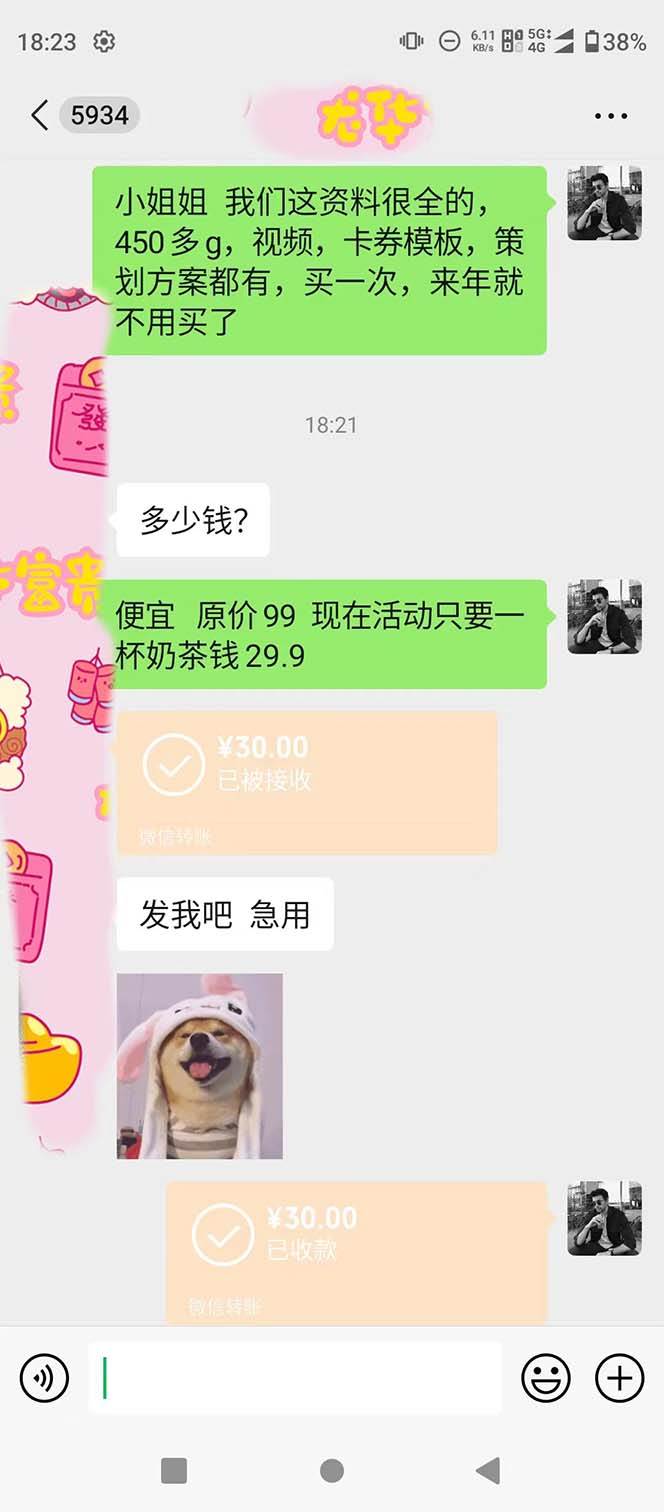 18:23
6.11
KB/s
5G
4G
38%
5934
龙华
小姐姐 我们这资料很全的，
450多g，视频，卡券模板，策
划方案都有，买一次，来年就
不用买了
18:21
多少钱？
便宜 原价99 现在活动只要一
杯奶茶钱29.9
¥30.00
已被接收
微信转账
发我吧 急用
發
富贵
¥30.00
已收款
微信转账